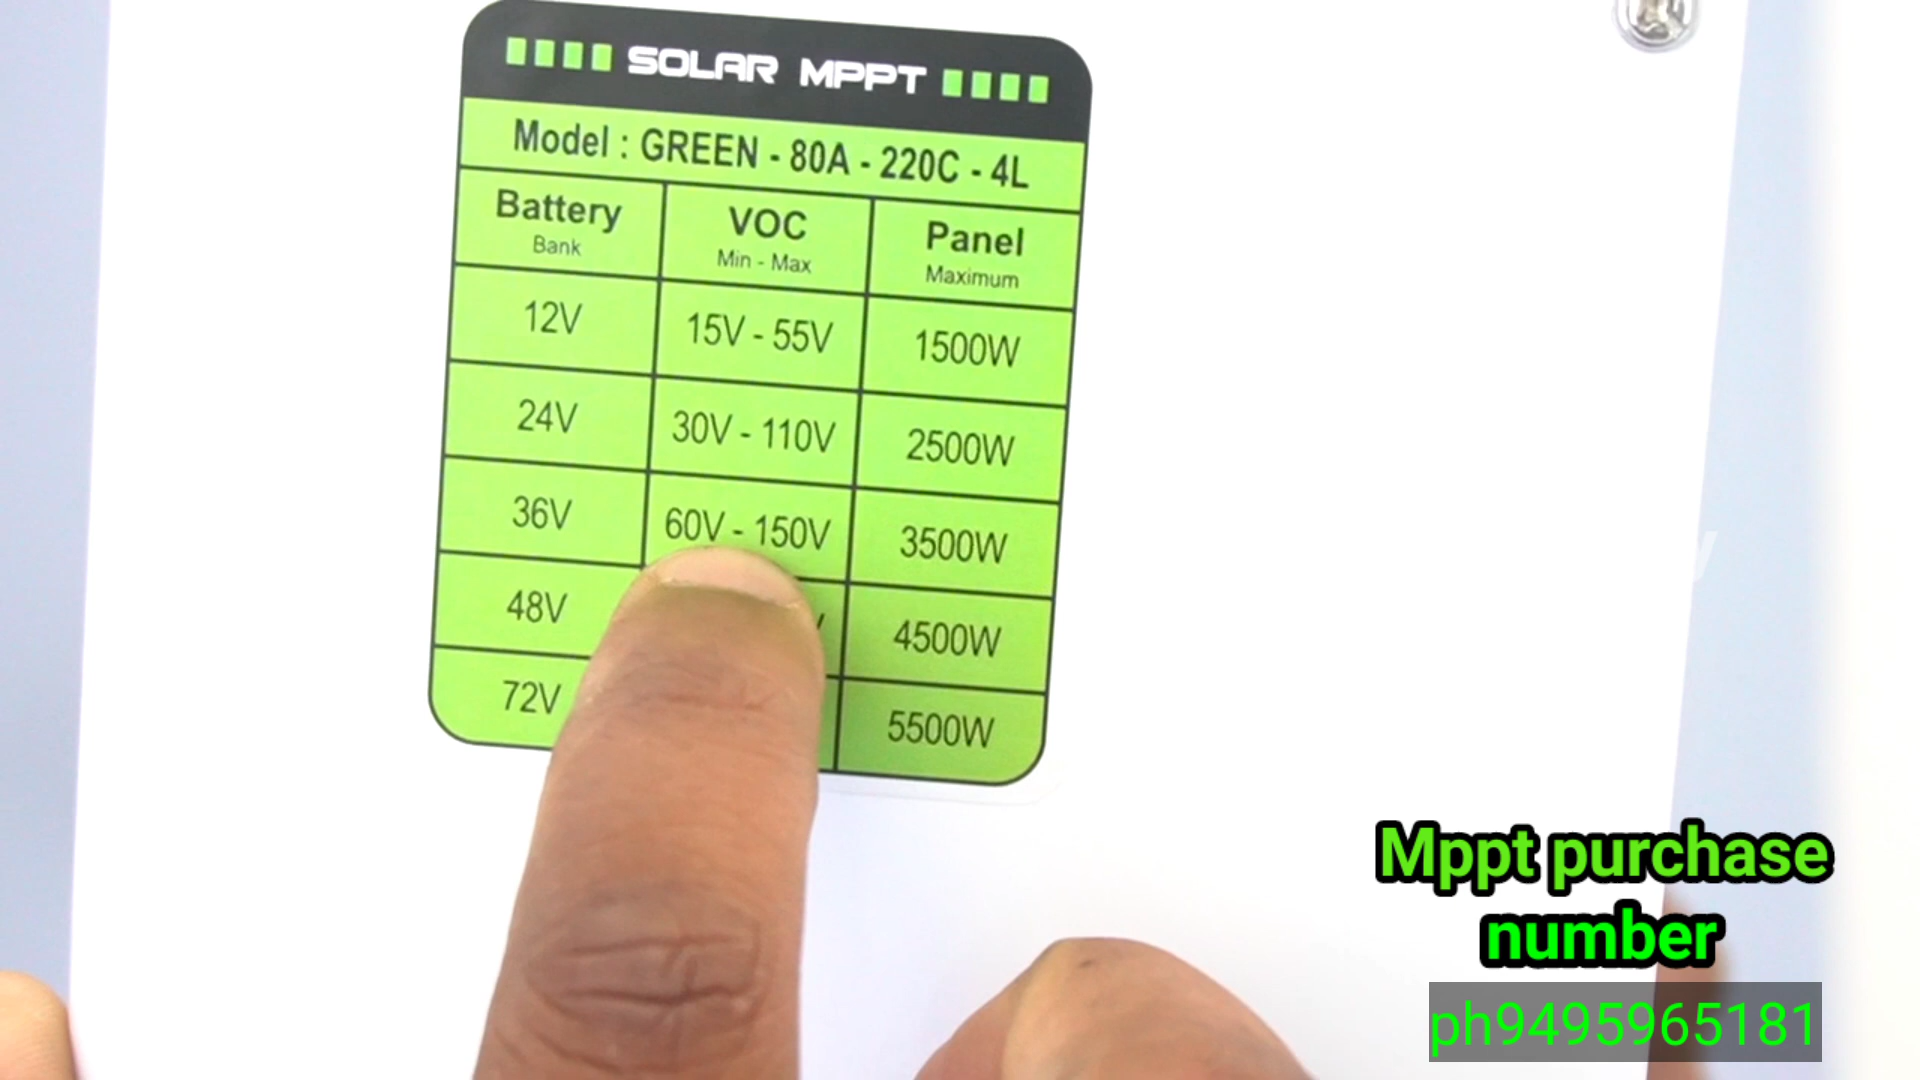 SOLAR MPPT
Model : GREEN - 80A - 220C - 4L
Battery Bank VOC Min - Max Panel Maximum
12V 15V - 55V 1500W
24V 30V - 110V 2500W
36V 60V - 150V 3500W
48V 4500W
72V 5500W
Mppt purchase
number
ph9495965181